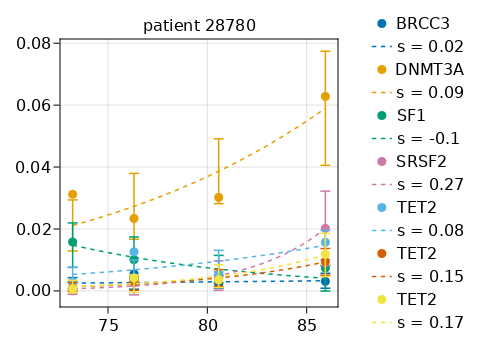 patient 28780
0.08
0.06
0.04
0.02
0.00
75
80
85
BRCC3
s = 0.02
DNMT3A
s = 0.09
SF1
s = -0.1
SRSF2
s = 0.27
TET2
s = 0.08
TET2
s = 0.15
TET2
s = 0.17